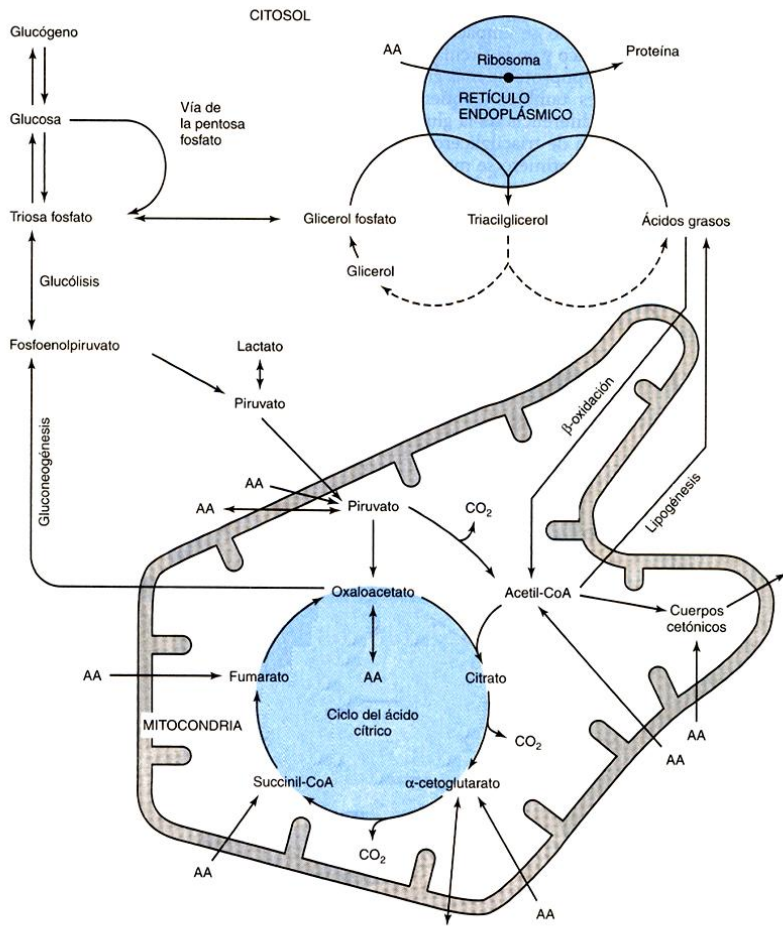 CITOSOL
Glucógeno
AA
Ribosoma
Proteína
RETÍCULO
ENDOPLÁSMICO
Glucosa
Vía de
la pentosa
fosfato
Triosa fosfato
Glicerol fosfato
Triacilglicerol
Ácidos grasos
Glicerol
Glucólisis
Fosfoenolpiruvato
Lactato
Piruvato
β-oxidación
Lipogénesis
Gluconeogénesis
AA
AA
Piruvato
CO2
Oxaloacetato
Acetil-CoA
Cuerpos
cetónicos
AA
Fumarato
AA
Citrato
Ciclo del ácido
cítrico
MITOCONDRIA
CO2
AA
AA
Succinil-CoA
α-cetoglutarato
CO2
AA
AA